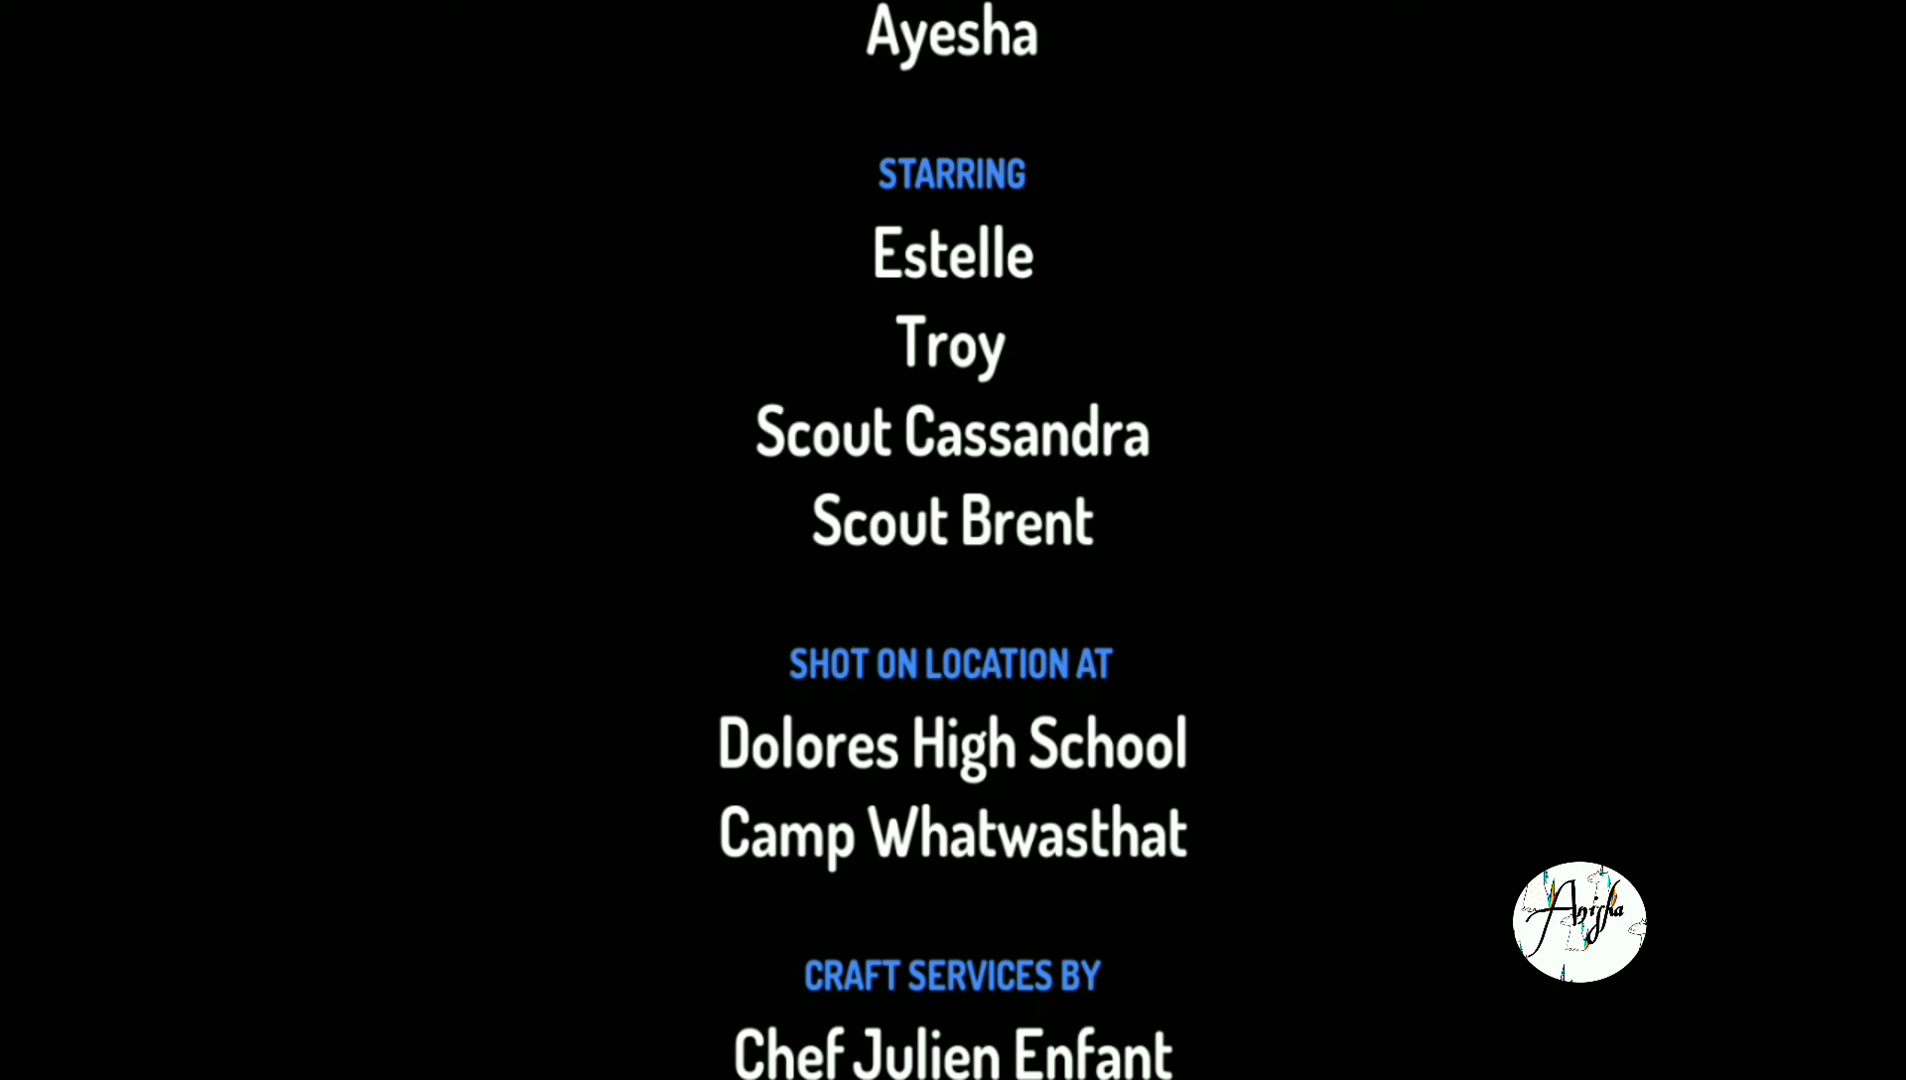 Ayesha
STARRING
Estelle
Troy
Scout Cassandra
Scout Brent
SHOT ON LOCATION AT
Dolores High School
Camp Whatwasthat
Anisha
CRAFT SERVICES BY
Chef Julien Enfant